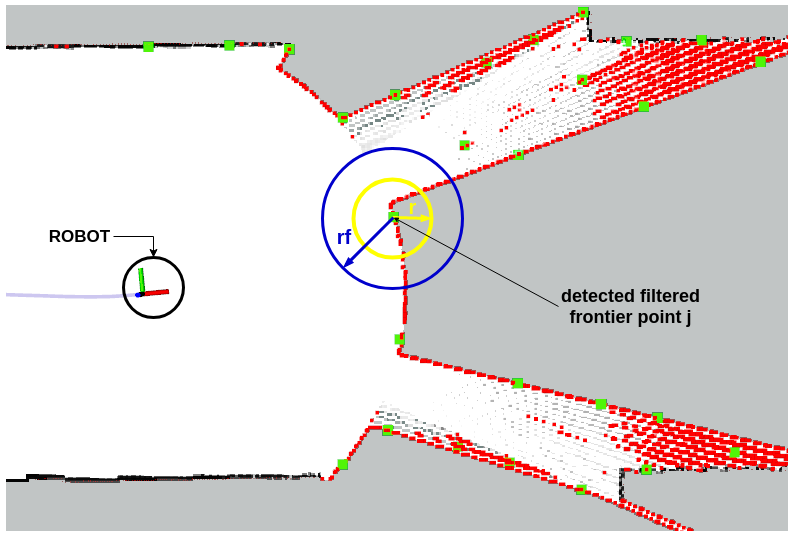 r
rf
ROBOT
detected filtered
frontier point j